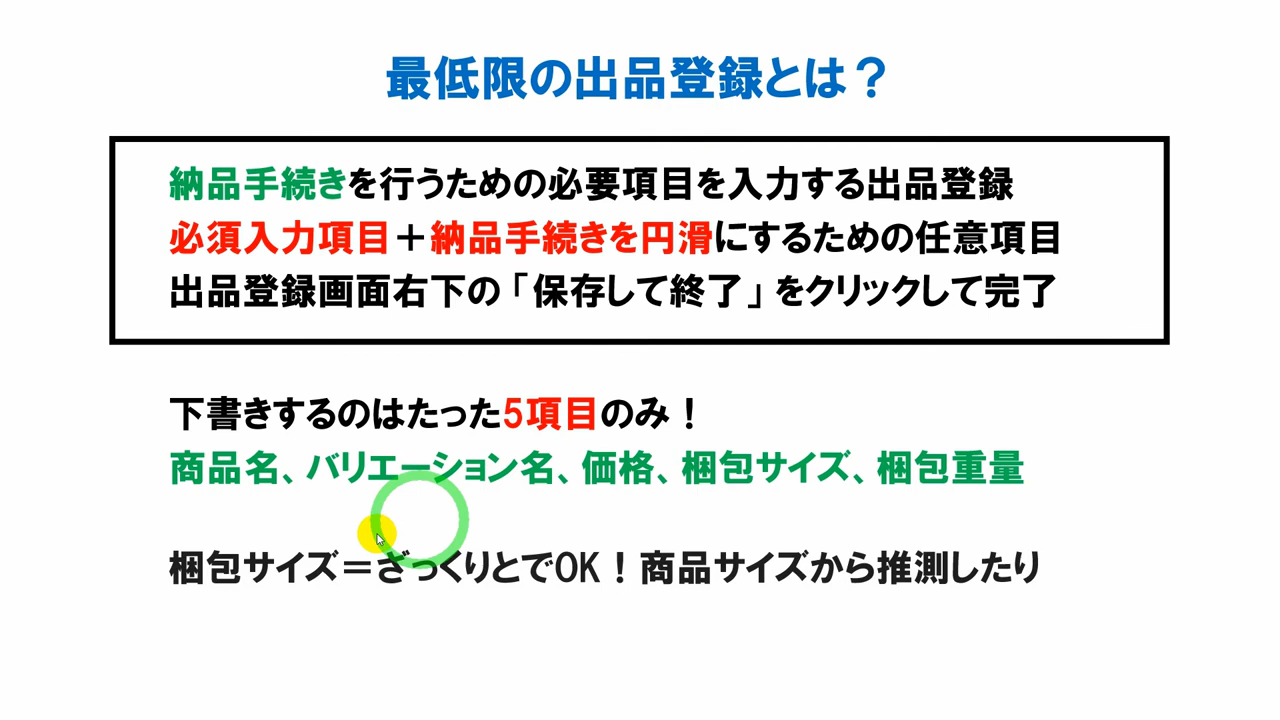 最低限の出品登録とは？
納品手続きを行うための必要項目を入力する出品登録
必須入力項目＋納品手続きを円滑にするための任意項目
出品登録画面右下の「保存して終了」をクリックして完了
下書きするのはたった5項目のみ！
商品名、バリエーション名、価格、梱包サイズ、梱包重量
梱包サイズ＝ざっくりとでOK！商品サイズから推測したり